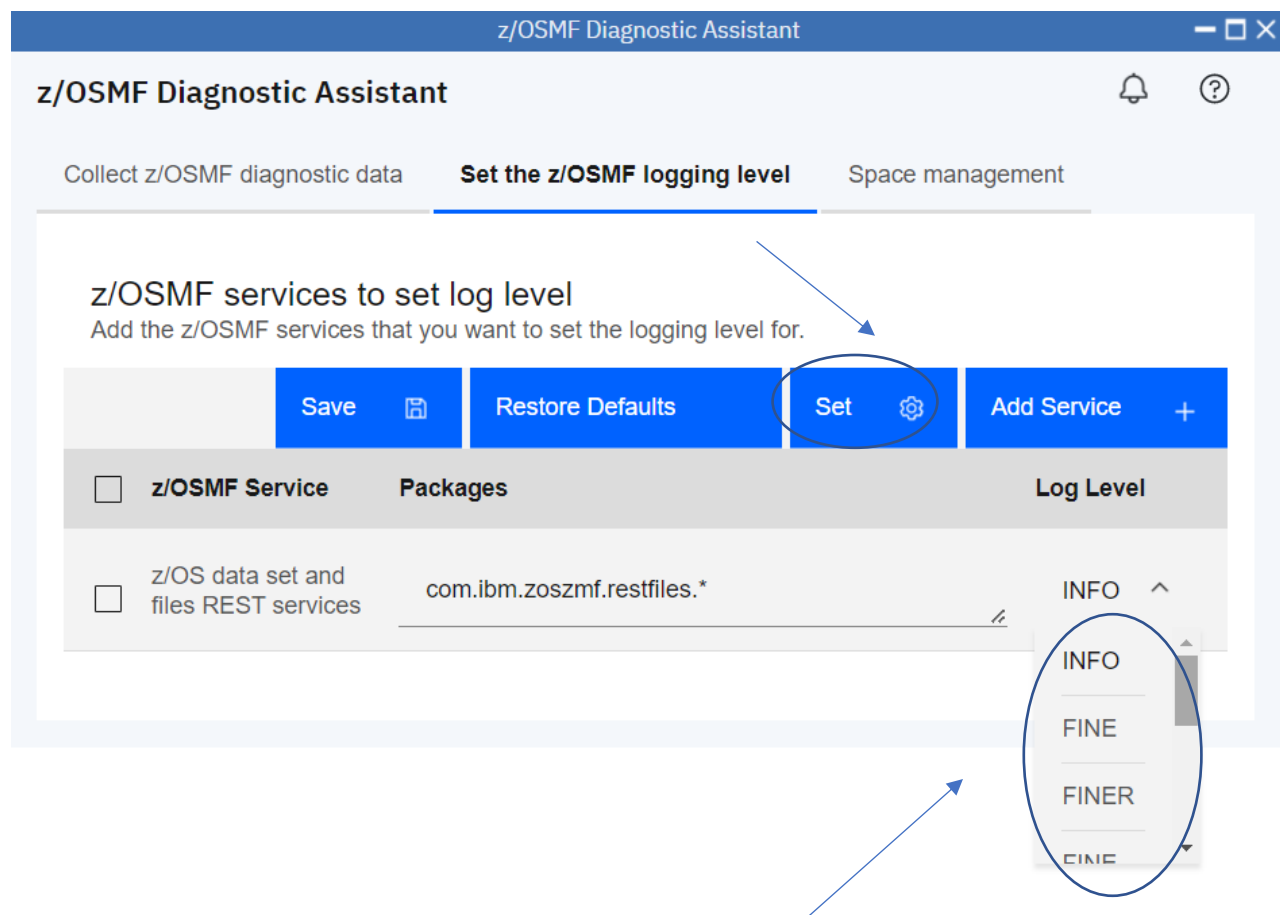 z/OSMF Diagnostic Assistant
z/OSMF Diagnostic Assistant
Collect z/OSMF diagnostic data
Set the z/OSMF logging level
Space management
z/OSMF services to set log level
Add the z/OSMF services that you want to set the logging level for.
Save
Restore Defaults
Set
Add Service
z/OSMF Service
Packages
Log Level
z/OS data set and
files REST services
com.ibm.zoszmf.restfiles.*
INFO
INFO
FINE
FINER